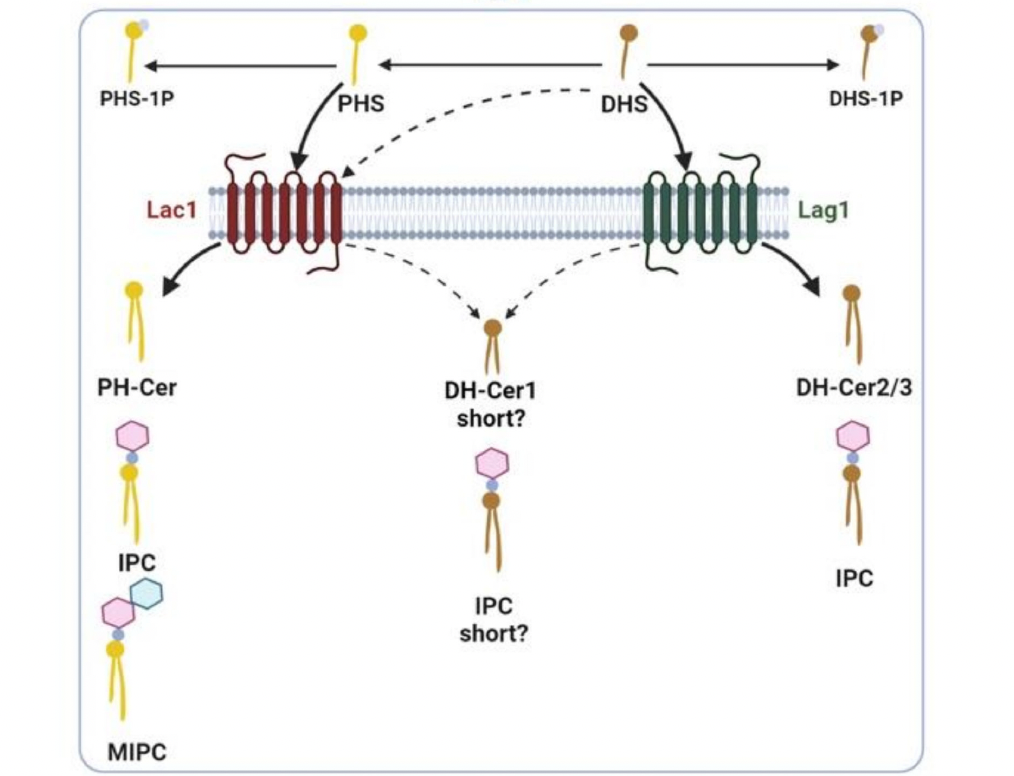 PHS-1P
PHS
DHS
DHS-1P
Lac1
Lag1
PH-Cer
DH-Cer1
short?
DH-Cer2/3
IPC
IPC
short?
IPC
MIPC